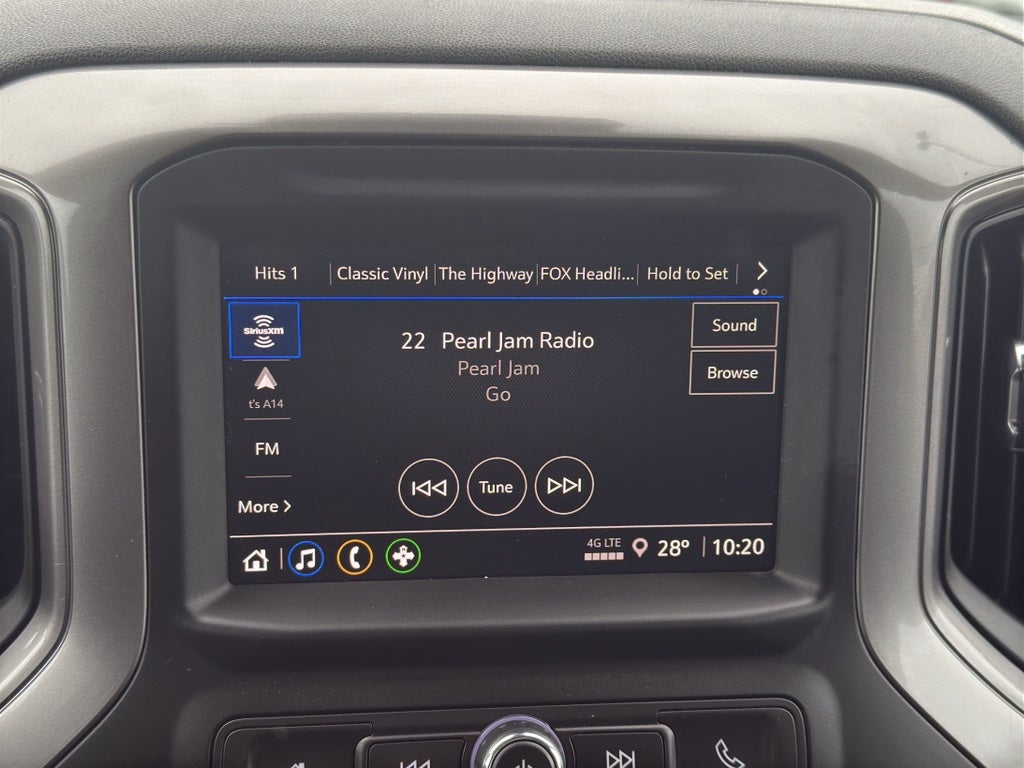 Hits 1 Classic Vinyl The Highway FOX Headli... Hold to Set
SiriusXM
22 Pearl Jam Radio
Pearl Jam
Go
Sound
Browse
t's A14
FM
More
Tune
4G LTE 28° 10:20